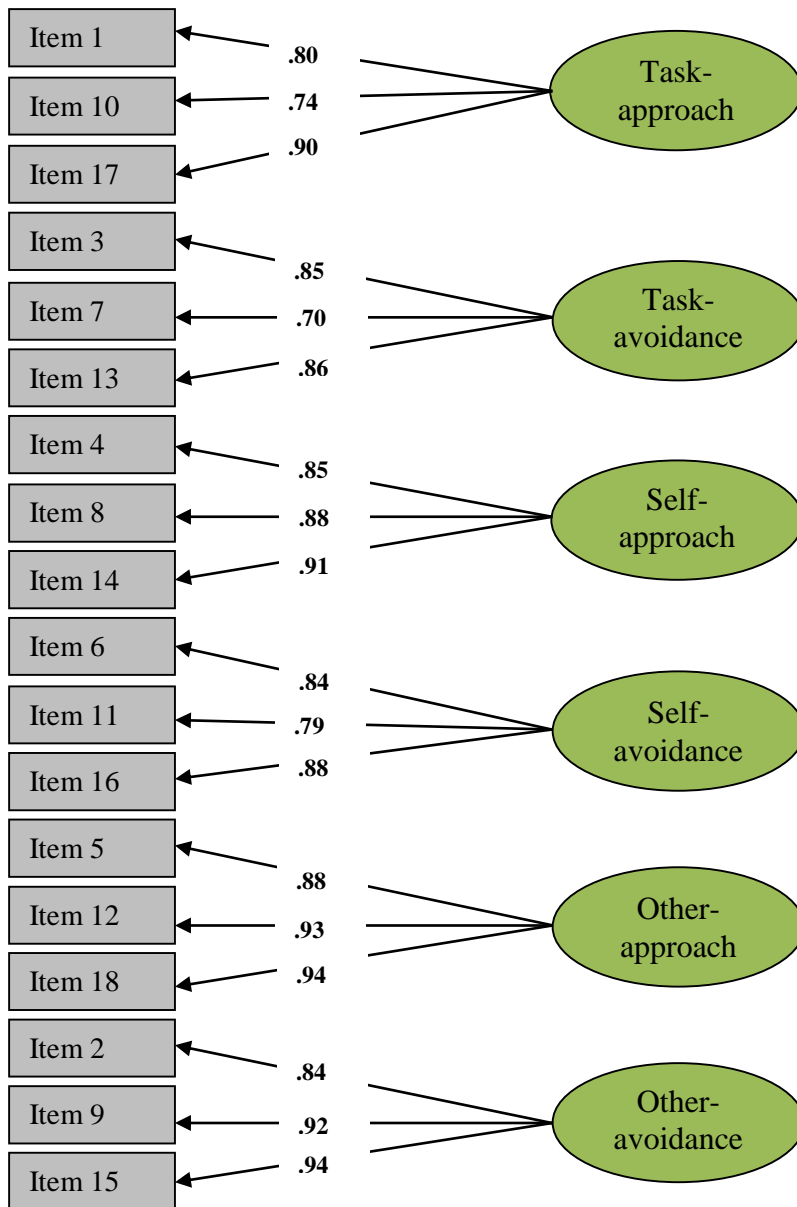 Item 1
.80
Item 10
.74
Item 17
.90
Task-
approach
Item 3
.85
Item 7
.70
Item 13
.86
Task-
avoidance
Item 4
.85
Item 8
.88
Item 14
.91
Self-
approach
Item 6
.84
Item 11
.79
Item 16
.88
Self-
avoidance
Item 5
.88
Item 12
.93
Item 18
.94
Other-
approach
Item 2
.84
Item 9
.92
Item 15
.94
Other-
avoidance